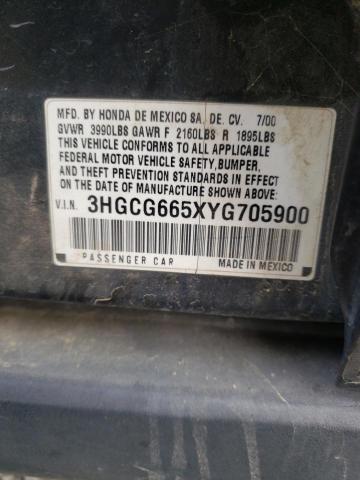 MFD. BY HONDA DE MEXICO SA. DE. CV. 7/00
GVWR 3990LBS GAWR F 2160LBS R 1895LBS
THIS VEHICLE CONFORMS TO ALL APPLICABLE
FEDERAL MOTOR VEHICLE SAFETY, BUMPER,
AND THEFT PREVENTION STANDARDS IN EFFECT
ON THE DATE OF MANUFACTURE SHOWN ABOVE.
V.I.N. 3HGCG665XYG705900
PASSENGER CAR MADE IN MEXICO